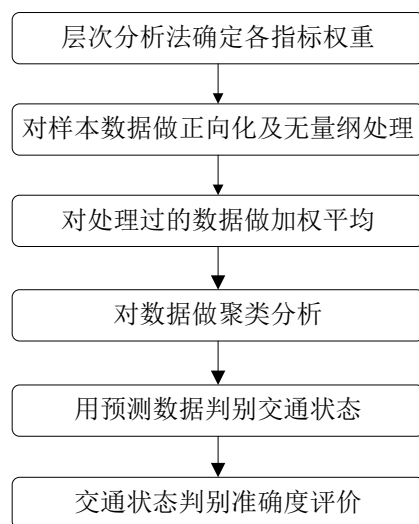 层次分析法确定各指标权重
对样本数据做正向化及无量纲处理
对处理过的数据做加权平均
对数据做聚类分析
用预测数据判别交通状态
交通状态判别准确度评价